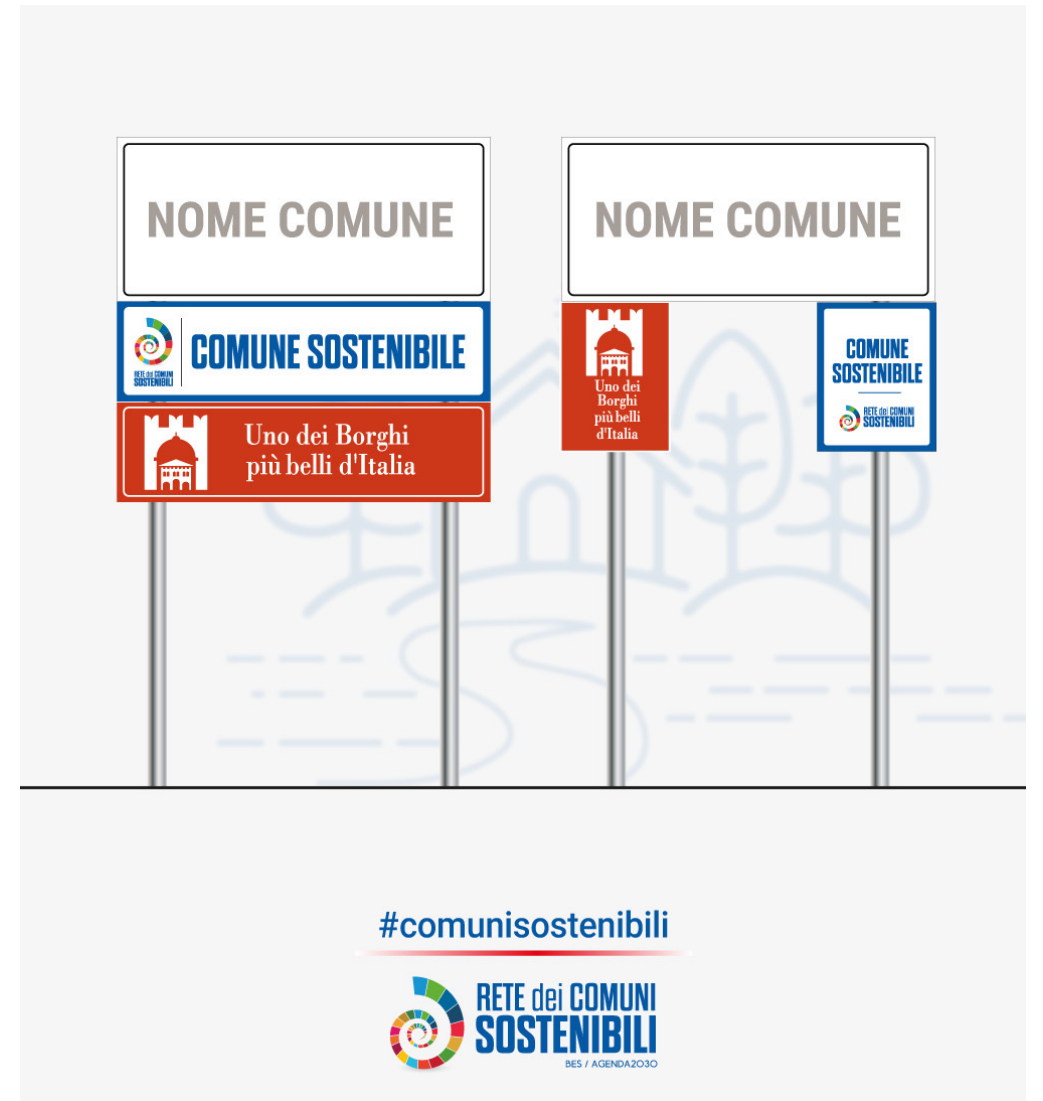 NOME COMUNE
RETE dei COMUNI
SOSTENIBILI
COMUNE SOSTENIBILE
Uno dei Borghi
più belli d'Italia
NOME COMUNE
Uno dei
Borghi
più belli
d'Italia
COMUNE
SOSTENIBILE
RETE dei COMUNI
SOSTENIBILI
#comunisostenibili
RETE dei COMUNI
SOSTENIBILI
BES / AGENDA2030